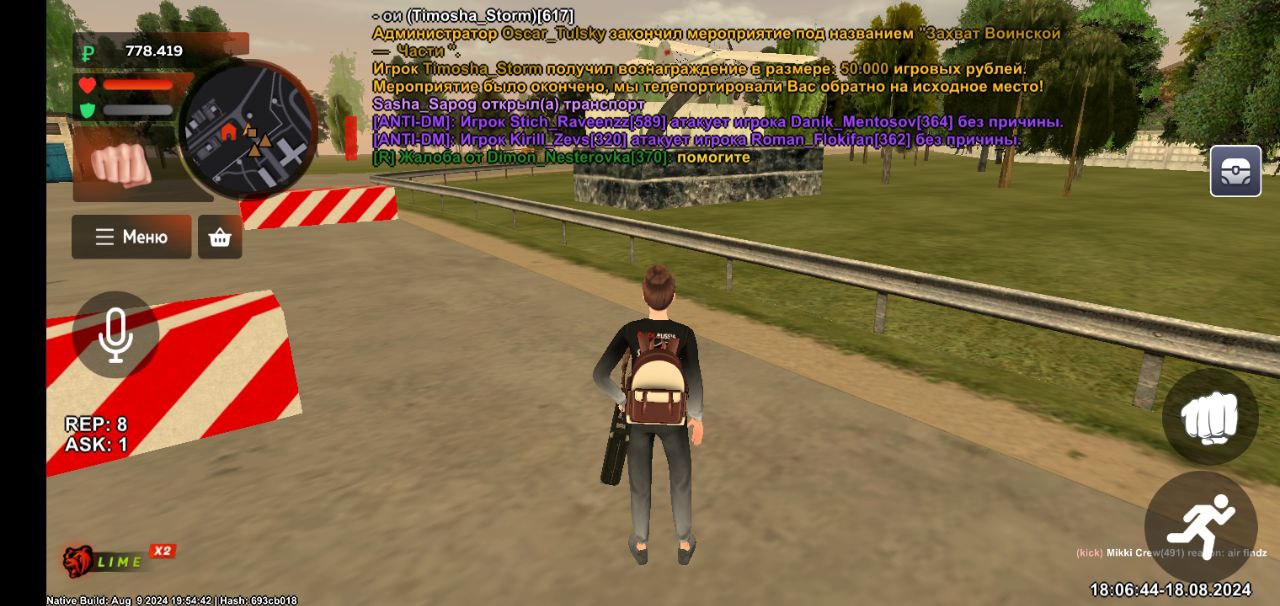 - ои (Timosha_Storm)[617]
Администратор Oscar_Tulsky закончил мероприятие под названием "Захват Воинской
— Части ".
Игрок Timosha_Storm получил вознаграждение в размере: 50.000 игровых рублей.
Мероприятие было окончено, мы телепортировали Вас обратно на исходное место!
Sasha_Sapog открыл(а) транспорт
[ANTI-DM]: Игрок Stich_Raveenzz[589] атакует игрока Danik_Mentosov[364] без причины.
[ANTI-DM]: Игрок Kirill_Zevs[320] атакует игрока Roman_Flokifan[362] без причины.
[R] Жалоба от Dimon_Nesterovka[370]: помогите
₽ 778.419
Меню
REP: 8
ASK: 1
LIME X2
(kick) Mikki Crew(491) reason: air findz
18:06:44-18.08.2024
Native Build: Aug 9 2024 19:54:42 | Hash: 693cb018